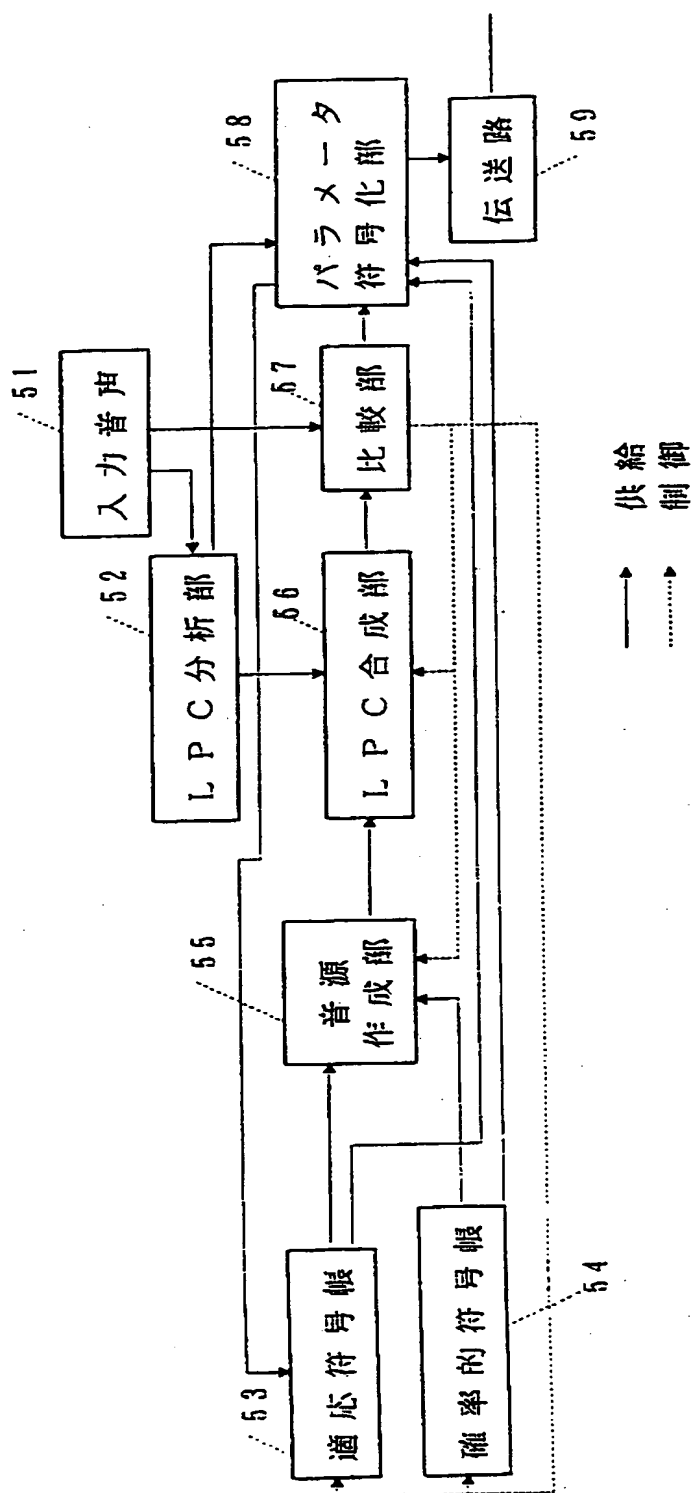 51
入力音声
52
LPC分析部
53
適応符号帳
54
確率的符号帳
55
音源
作成部
56
LPC合成部
57
比較部
58
パラメータ
符号化部
59
伝送路
供給
制御